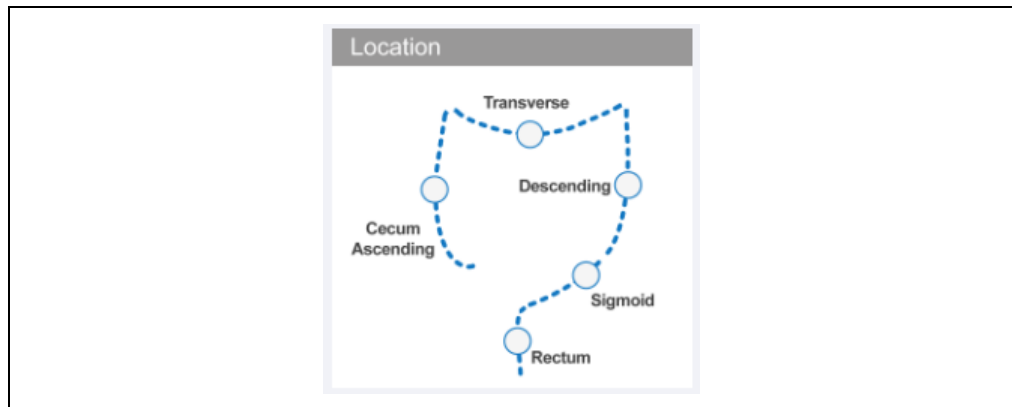 Location
Transverse
Descending
Cecum
Ascending
Sigmoid
Rectum